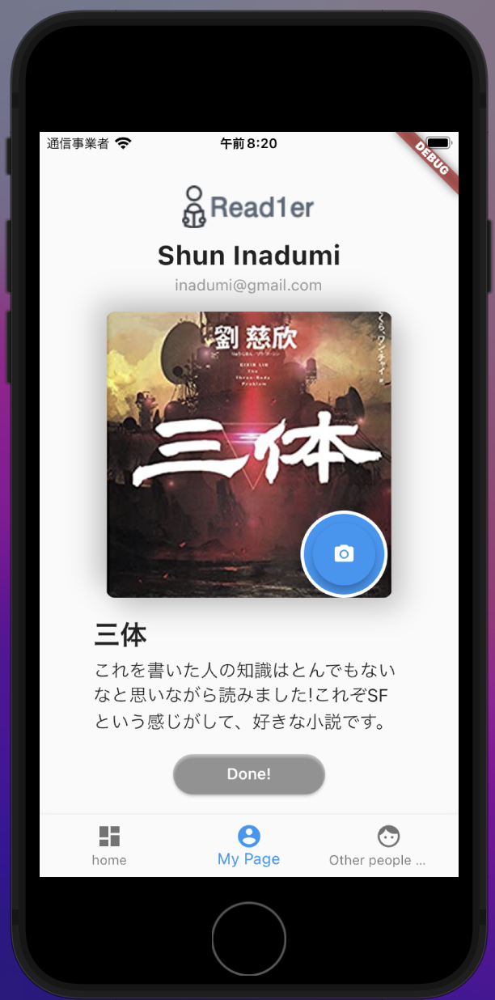 通信事業者
午前8:20
DEBUG
Read1er
Shun Inadumi
inadumi@gmail.com
くら、ワン・チャイ
劉 慈欣
CIXIN LIU
The
Three-Body
Problem
三体
三体
これを書いた人の知識はとんでもない
なと思いながら読みました!これぞSF
という感じがして、好きな小説です。
Done!
home
My Page
Other people ...